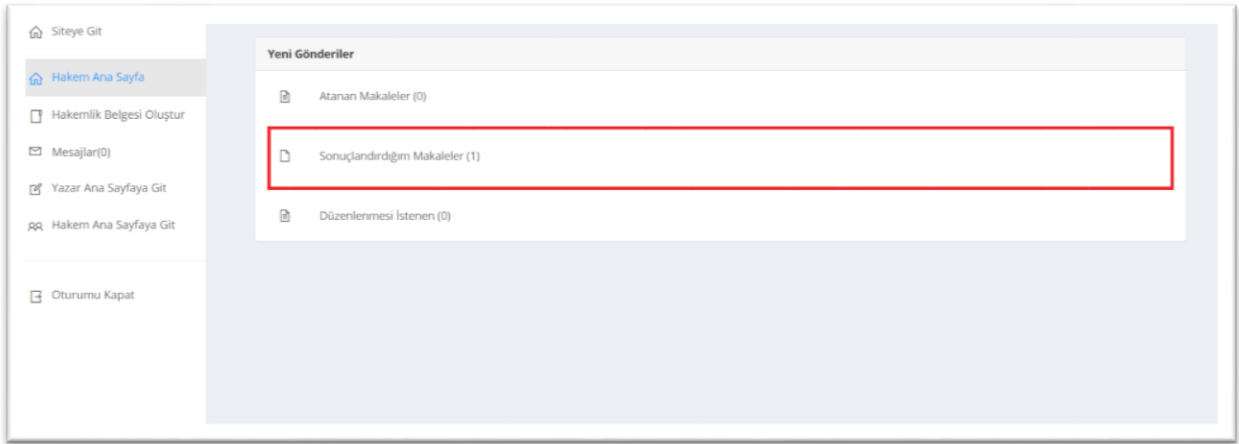 Siteye Git
Hakem Ana Sayfa
Hakemlik Belgesi Oluştur
Mesajlar(0)
Yazar Ana Sayfaya Git
Hakem Ana Sayfaya Git
Oturumu Kapat
Yeni Gönderiler
Atanan Makaleler (0)
Sonuçlandırdığım Makaleler (1)
Düzenlenmesi İstenen (0)